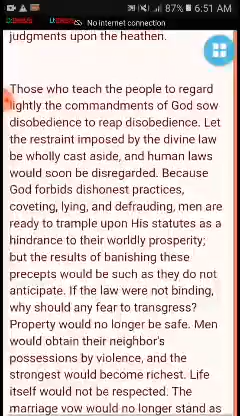 87% 6:51 AM
No internet connection
judgments upon the heathen.
Those who teach the people to regard
lightly the commandments of God sow
disobedience to reap disobedience. Let
the restraint imposed by the divine law
be wholly cast aside, and human laws
would soon be disregarded. Because
God forbids dishonest practices,
coveting, lying, and defrauding, men are
ready to trample upon His statutes as a
hindrance to their worldly prosperity;
but the results of banishing these
precepts would be such as they do not
anticipate. If the law were not binding,
why should any fear to transgress?
Property would no longer be safe. Men
would obtain their neighbor's
possessions by violence, and the
strongest would become richest. Life
itself would not be respected. The
marriage vow would no longer stand as